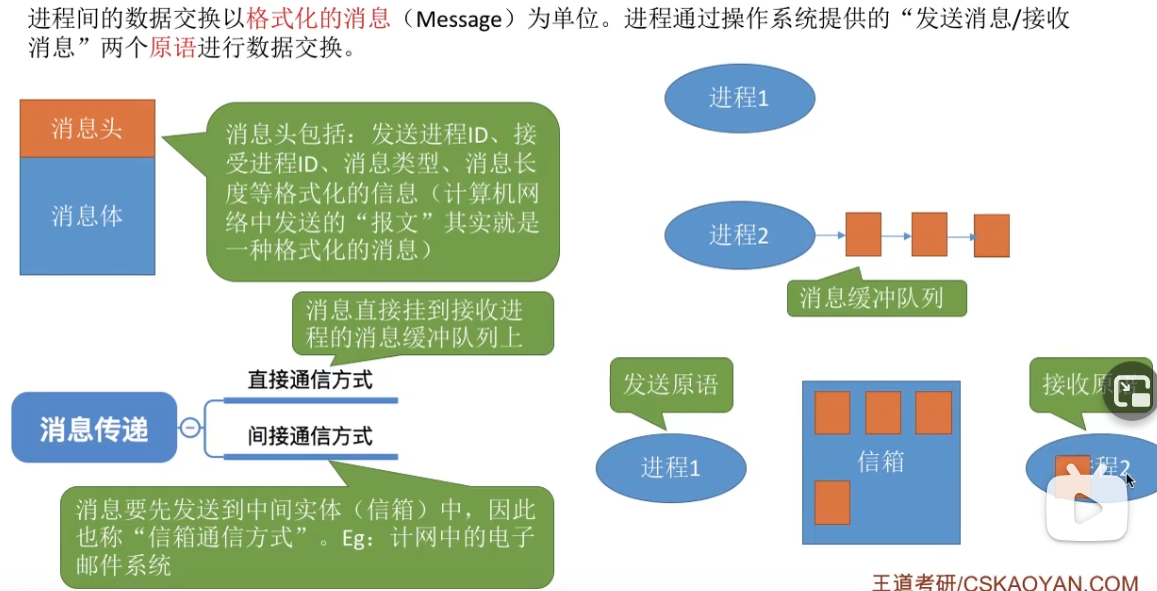 进程间的数据交换以格式化的消息（Message）为单位。进程通过操作系统提供的“发送消息/接收
消息”两个原语进行数据交换。
消息头
消息体
消息头包括：发送进程ID、接
受进程ID、消息类型、消息长
度等格式化的信息（计算机网
络中发送的“报文”其实就是
一种格式化的消息）
进程1
进程2
消息缓冲队列
消息直接挂到接收进
程的消息缓冲队列上
直接通信方式
消息传递
间接通信方式
消息要先发送到中间实体（信箱）中，因此
也称“信箱通信方式”。Eg：计网中的电子
邮件系统
发送原语
进程1
信箱
接收原
程2
王道考研/CSKAOYAN.COM